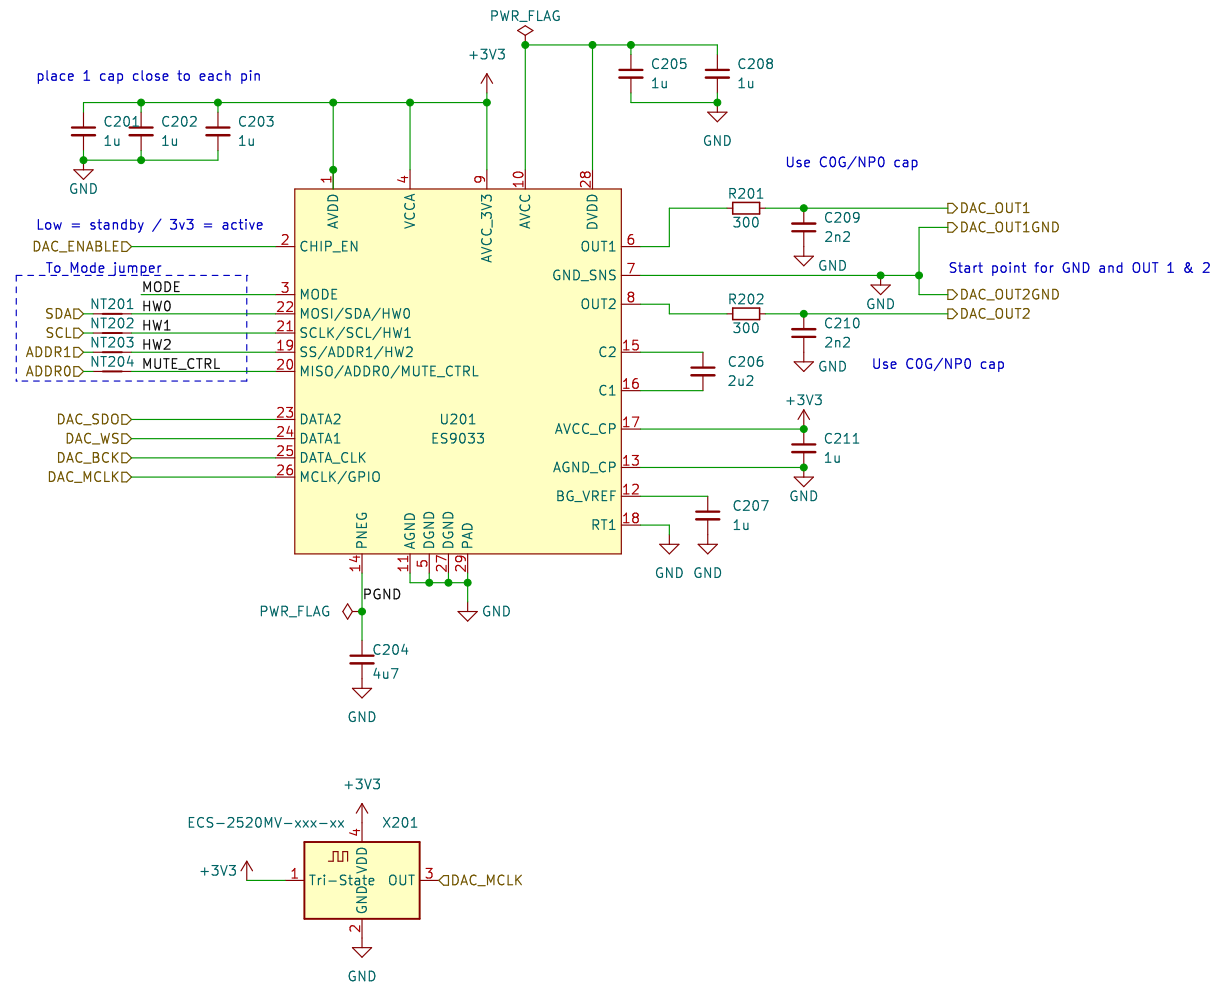 PWR_FLAG
+3V3
place 1 cap close to each pin
C205
1u
C208
1u
C201
1u
C202
1u
C203
1u
GND
GND
Use C0G/NP0 cap
1
4
9
10
28
AVDD
VCCA
AVCC_3V3
AVCC
DVDD
Low = standby / 3v3 = active
DAC_ENABLE
2
CHIP_EN
To Mode jumper
MODE
3
MODE
SDA
NT201
HW0
22
MOSI/SDA/HW0
SCL
NT202
HW1
21
SCLK/SCL/HW1
ADDR1
NT203
HW2
19
SS/ADDR1/HW2
ADDR0
NT204
MUTE_CTRL
20
MISO/ADDR0/MUTE_CTRL
DAC_SDO
23
DATA2
DAC_WS
24
DATA1
DAC_BCK
25
DATA_CLK
DAC_MCLK
26
MCLK/GPIO
U201
ES9033
OUT1
6
R201
300
C209
2n2
GND
DAC_OUT1
DAC_OUT1GND
GND_SNS
7
GND
Start point for GND and OUT 1 & 2
DAC_OUT2GND
OUT2
8
R202
300
DAC_OUT2
C210
2n2
GND
Use C0G/NP0 cap
C2
15
C206
2u2
C1
16
+3V3
AVCC_CP
17
C211
1u
AGND_CP
13
GND
BG_VREF
12
C207
1u
RT1
18
GND
GND
PNEG
AGND
DGND
DGND
PAD
14
11
5
27
29
PGND
PWR_FLAG
GND
C204
4u7
GND
+3V3
ECS-2520MV-xxx-xx
X201
4
VDD
+3V3
1
Tri-State
OUT
3
DAC_MCLK
GND
2
GND